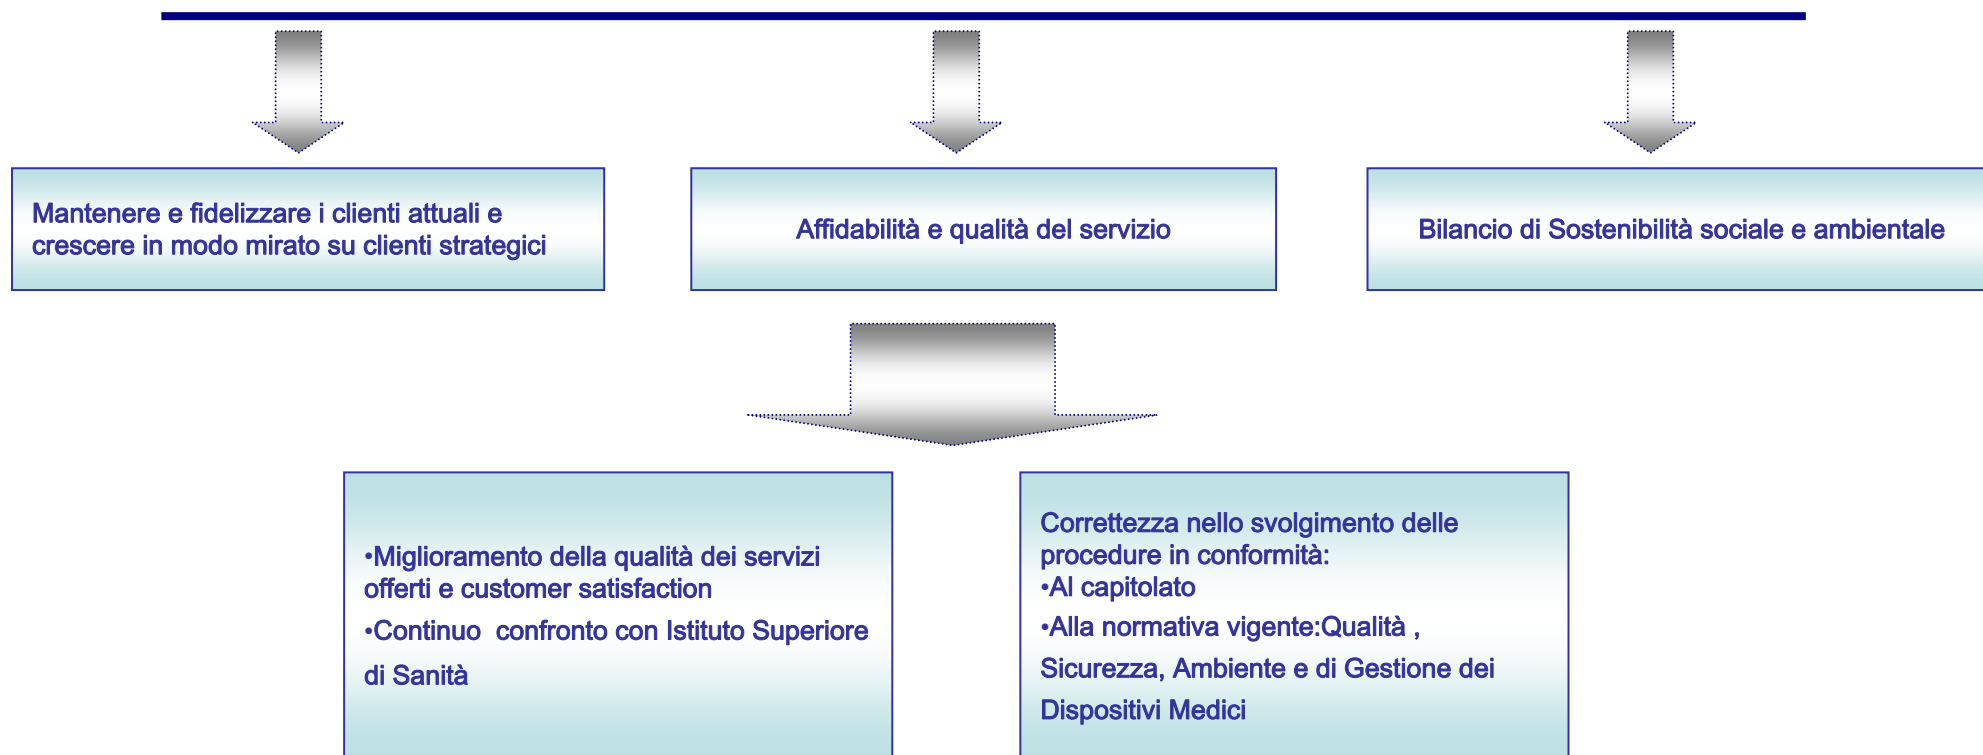 Mantenere e fidelizzare i clienti attuali e
crescere in modo mirato su clienti strategici
Affidabilità e qualità del servizio
Bilancio di Sostenibilità sociale e ambientale
•Miglioramento della qualità dei servizi
offerti e customer satisfaction
•Continuo  confronto con Istituto Superiore
di Sanità
Correttezza nello svolgimento delle
procedure in conformità:
•Al capitolato
•Alla normativa vigente:Qualità ,
Sicurezza, Ambiente e di Gestione dei
Dispositivi Medici